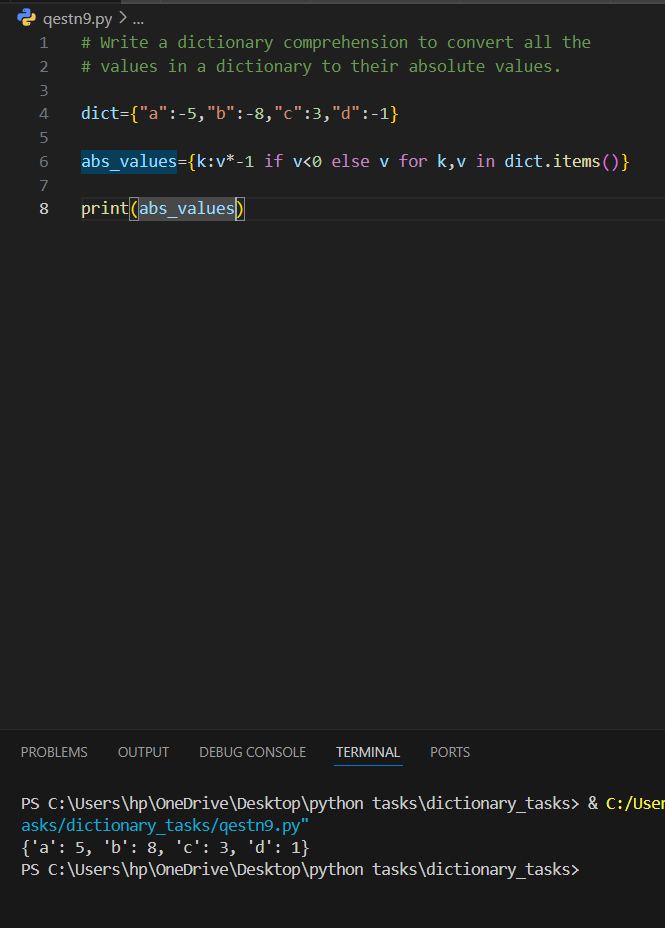 qestn9.py > ...
1 # Write a dictionary comprehension to convert all the
2 # values in a dictionary to their absolute values.
3
4 dict={"a":-5,"b":-8,"c":3,"d":-1}
5
6 abs_values={k:v*-1 if v<0 else v for k,v in dict.items()}
7
8 print(abs_values)
PROBLEMS OUTPUT DEBUG CONSOLE TERMINAL PORTS
PS C:\Users\hp\OneDrive\Desktop\python tasks\dictionary_tasks> & C:/User
asks/dictionary_tasks/qestn9.py"
{'a': 5, 'b': 8, 'c': 3, 'd': 1}
PS C:\Users\hp\OneDrive\Desktop\python tasks\dictionary_tasks>